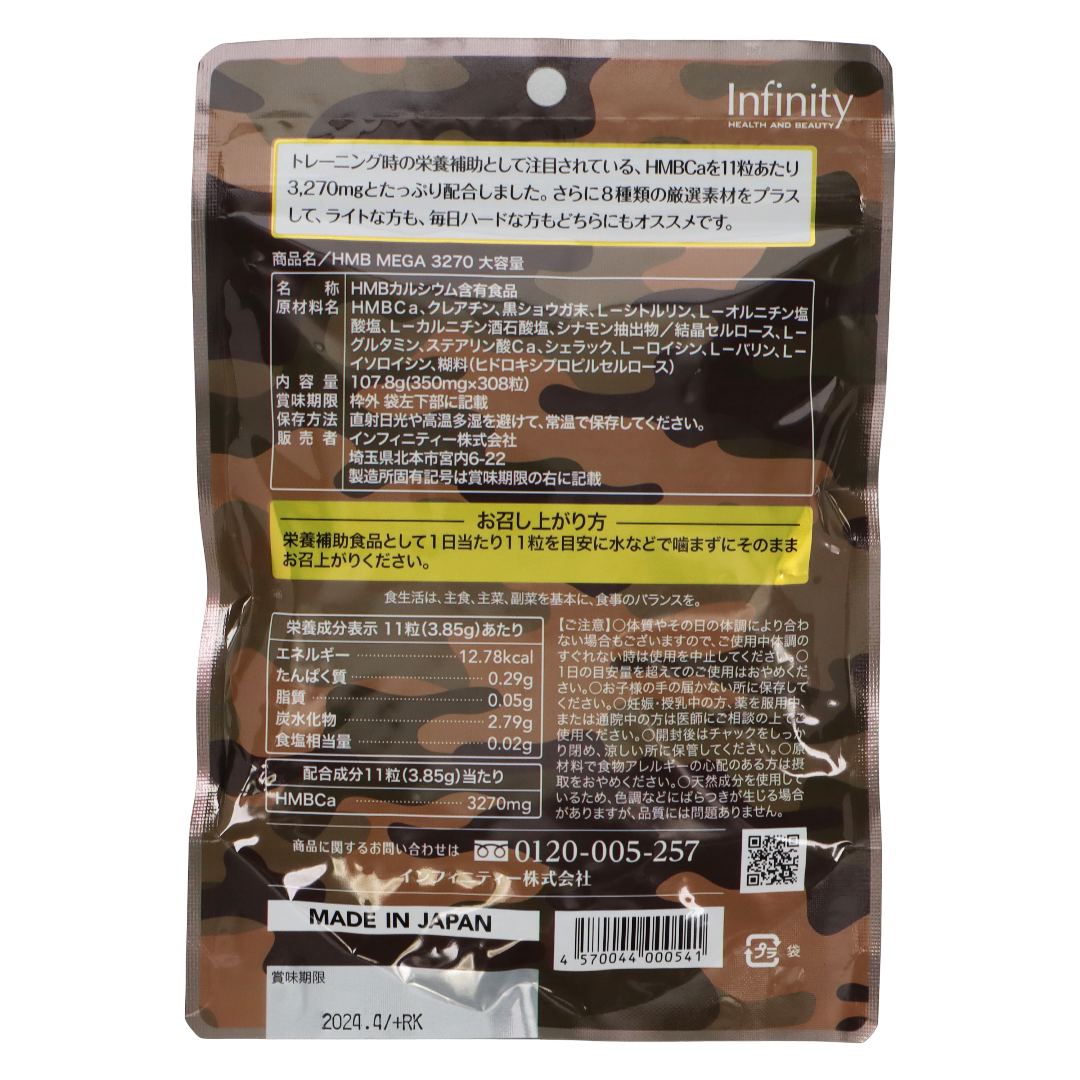 Infinity
HEALTH AND BEAUTY
トレーニング時の栄養補助として注目されている、HMBCaを11粒あたり
3,270mgとたっぷり配合しました。さらに8種類の厳選素材をプラス
して、ライトな方も、毎日ハードな方もどちらにもオススメです。
商品名／HMB MEGA 3270 大容量
名称 HMBカルシウム含有食品
原材料名 HMBCa、クレアチン、黒ショウガ末、L－シトルリン、L－オルニチン塩
酸塩、L－カルニチン酒石酸塩、シナモン抽出物／結晶セルロース、L－
グルタミン、ステアリン酸Ca、シェラック、L－ロイシン、L－バリン、L－
イソロイシン、糊料（ヒドロキシプロピルセルロース）
内容量 107.8g(350mg×308粒)
賞味期限 枠外 袋左下部に記載
保存方法 直射日光や高温多湿を避けて、常温で保存してください。
販売者 インフィニティー株式会社
埼玉県北本市宮内6-22
製造所固有記号は賞味期限の右に記載
お召し上がり方
栄養補助食品として1日当たり11粒を目安に水などで噛まずにそのまま
お召上がりください。
食生活は、主食、主菜、副菜を基本に、食事のバランスを。
栄養成分表示 11粒(3.85g)あたり
エネルギー 12.78kcal
たんぱく質 0.29g
脂質 0.05g
炭水化物 2.79g
食塩相当量 0.02g
配合成分11粒(3.85g)当たり
HMBCa 3270mg
【ご注意】○体質やその日の体調により合わ
ない場合もございますので、ご使用中体調の
すぐれない時は使用を中止してください。○
1日の目安量を超えてのご使用はおやめくだ
さい。○お子様の手の届かない所に保存して
ください。○妊娠・授乳中の方、薬を服用中、
または通院中の方は医師にご相談の上でご
使用ください。○開封後はチャックをしっか
り閉め、涼しい所に保管してください。○原
材料で食物アレルギーの心配のある方は摂
取をおやめください。○天然成分を使用して
いるため、色調などにばらつきが生じる場合
がありますが、品質には問題ありません。
商品に関するお問い合わせは 0120-005-257
インフィニティー株式会社
MADE IN JAPAN
4 570044 000541
プラ 袋
賞味期限
2024.4/+RK